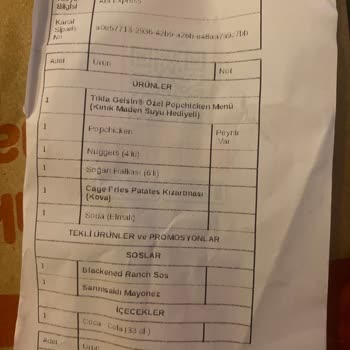 Bilgisi
Kanal
Sipariş
No
Adet Ürün Not
ÜRÜNLER
1 Tıkla Gelsin® Özel Popchicken Menü
(Kınık Maden Suyu Hediyeli)
1 Popchicken Peynir
Var
1 Nuggets (4 lü)
1 Soğan Halkası (6 lı)
1 Cage Fries Patates Kızartması
(Kova)
1 Soda (Elmalı)
TEKLİ ÜRÜNLER ve PROMOSYONLAR
SOSLAR
1 Blackened Ranch Sos
1 Sarımsaklı Mayonez
İÇECEKLER
1 Coca - Cola (33 cl.)
Adet Ürün